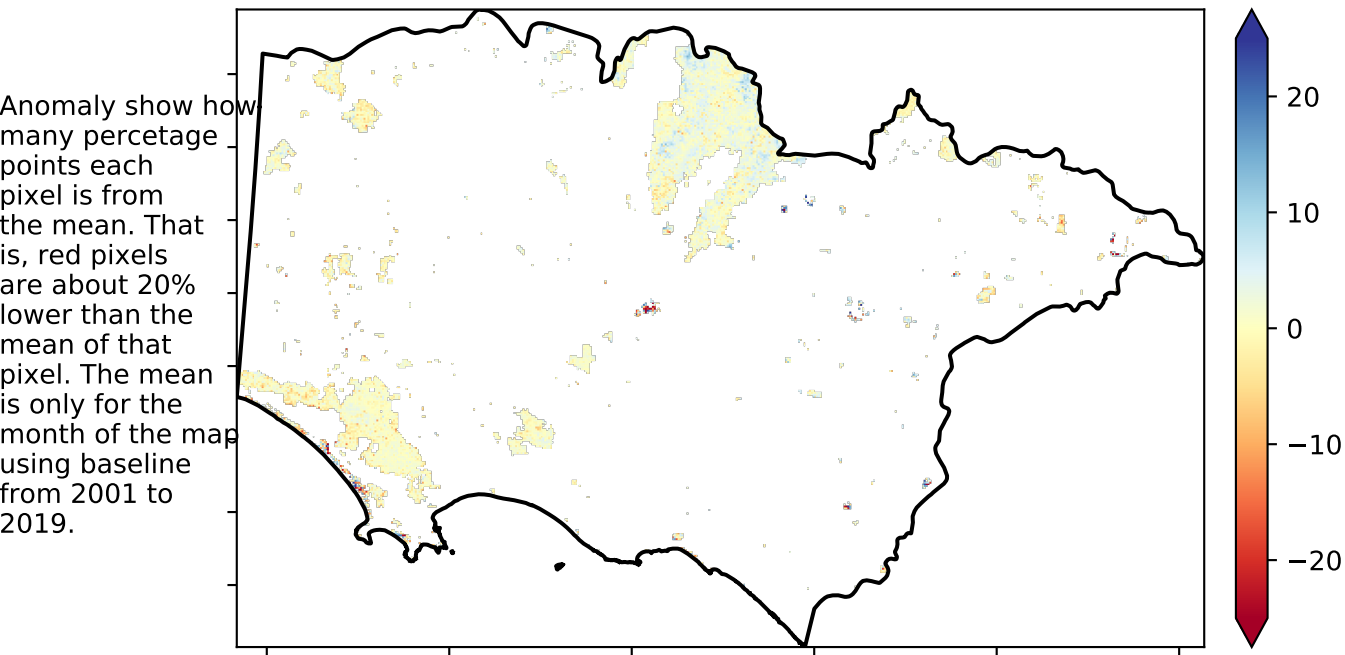 Anomaly show how
many percetage
points each
pixel is from
the mean. That
is, red pixels
are about 20%
lower than the
mean of that
pixel. The mean
is only for the
month of the map
using baseline
from 2001 to
2019.
20
10
0
−10
−20